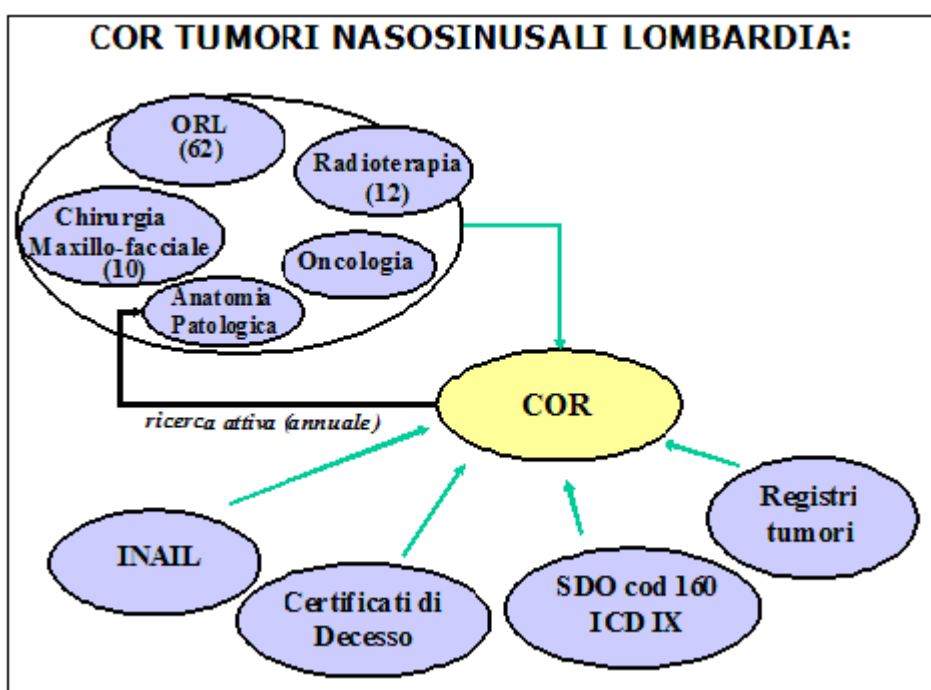 COR TUMORI NASOSINUSALI LOMBARDIA:
ORL
(62)
Radioterapia
(12)
Chirurgia
Maxillo-facciale
(10)
Oncologia
Anatomia
Patologica
COR
ricerca attiva (annuale)
INAIL
Certificati di
Decesso
SDO cod 160
ICD IX
Registri
tumori